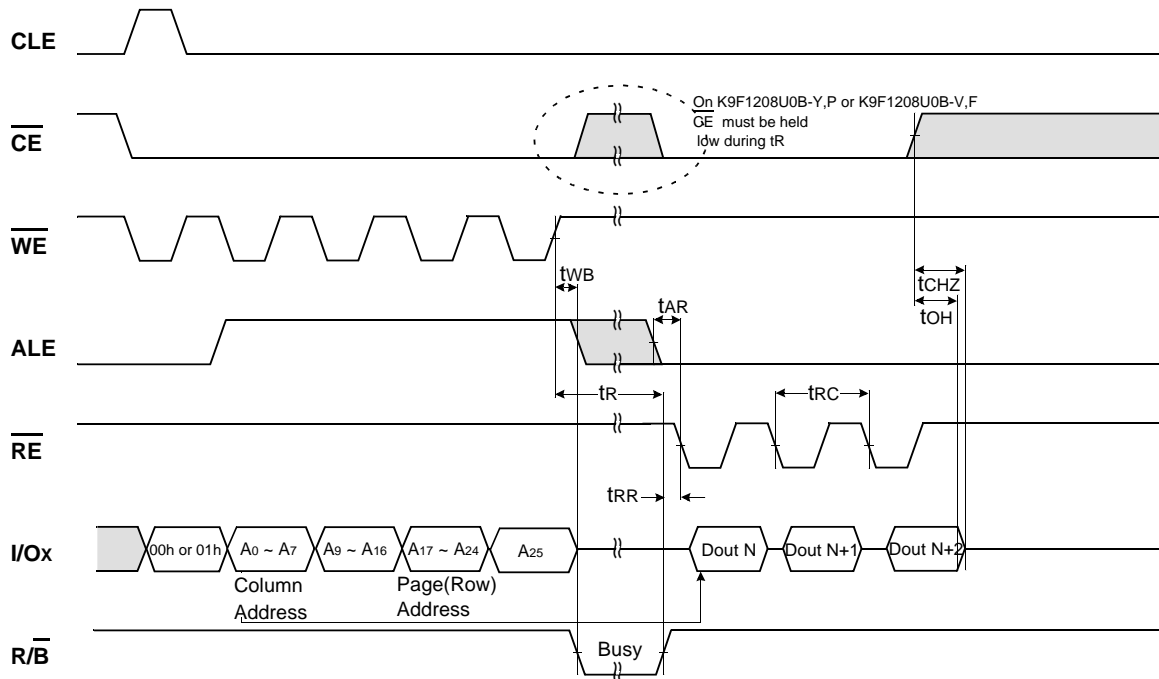 CLE
On K9F1208U0B-Y,P or K9F1208U0B-V,F
CE must be held
low during tR
CE
WE
tWB
tCHZ
tAR
tOH
ALE
tR
tRC
RE
tRR
I/Ox
00h or 01h
A0 ~ A7
A9 ~ A16
A17 ~ A24
A25
Dout N
Dout N+1
Dout N+2
Column
Address
Page(Row)
Address
R/B
Busy